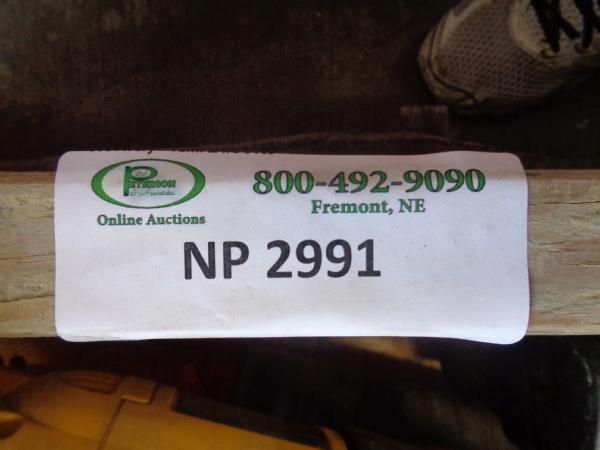 PETERSON
800-492-9090
Online Auctions
Fremont, NE
NP 2991